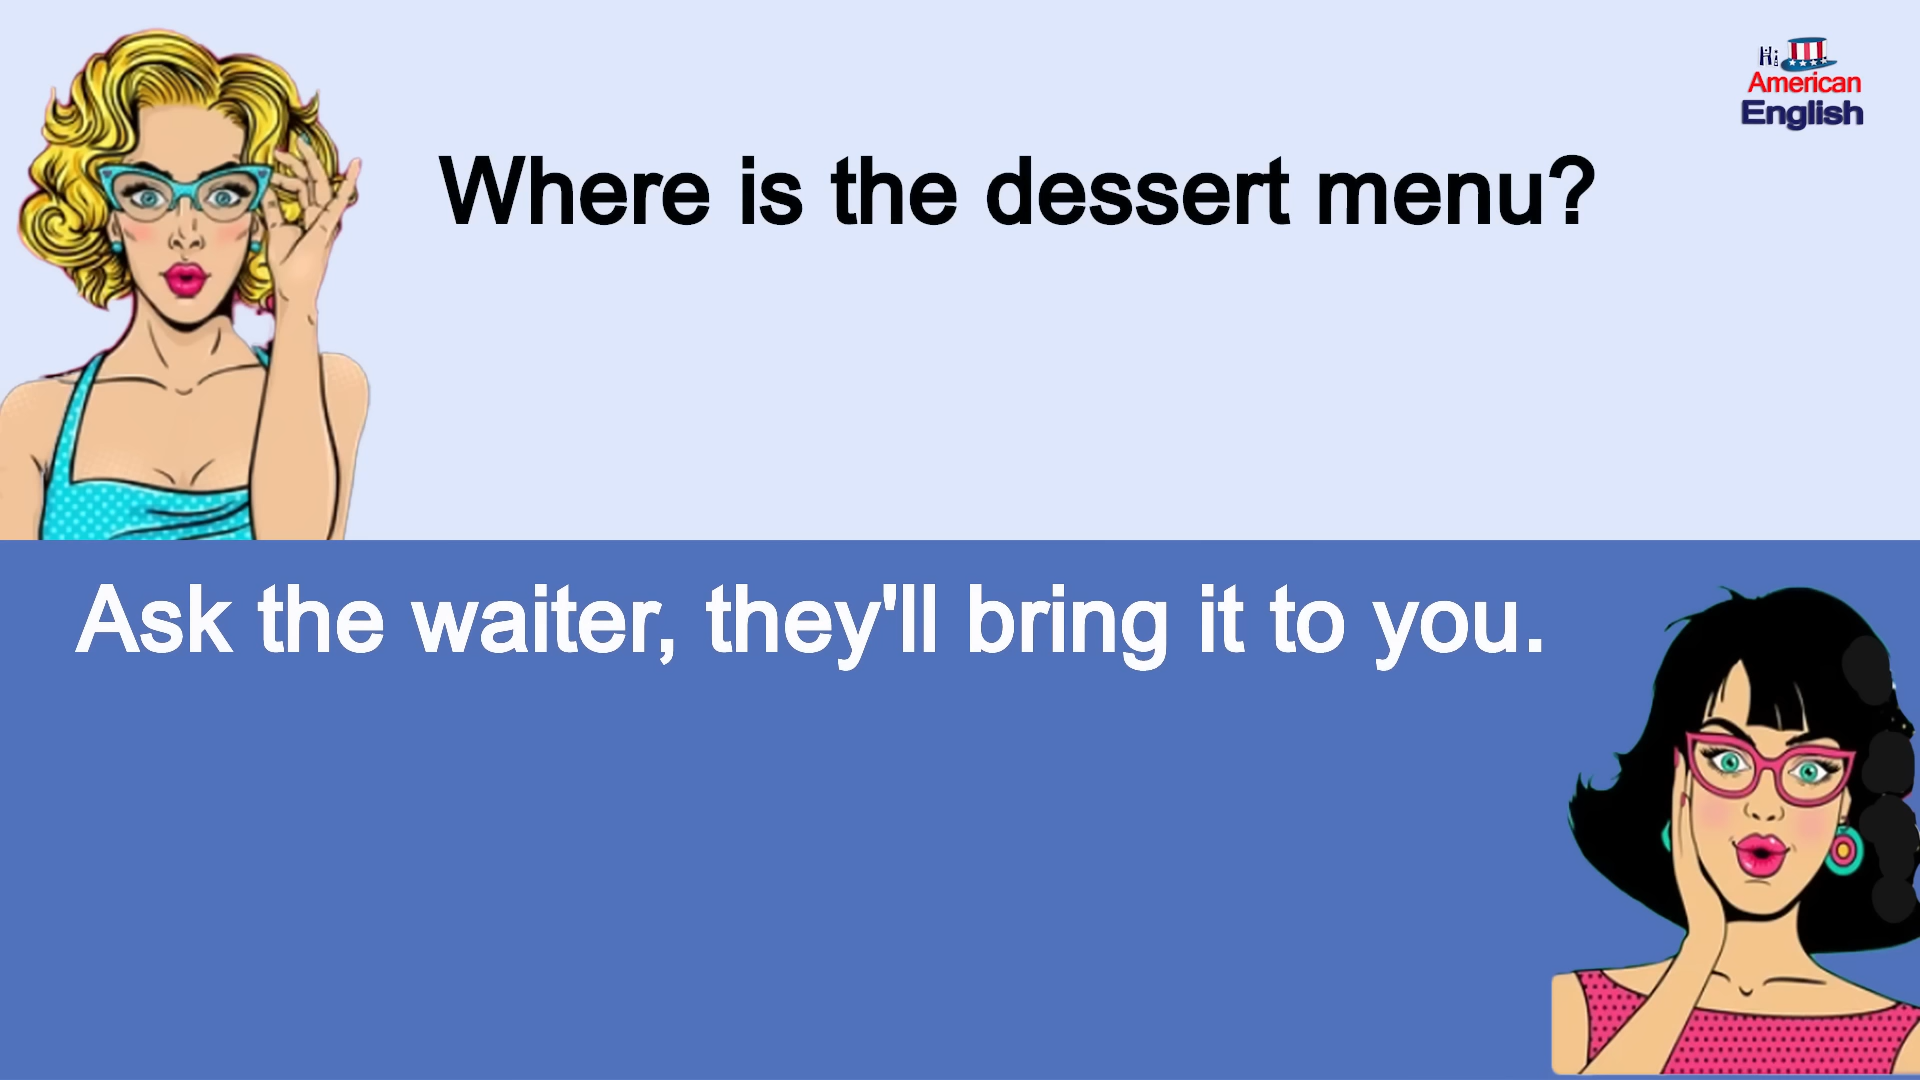 Hi
American
English
Where is the dessert menu?
Ask the waiter, they'll bring it to you.